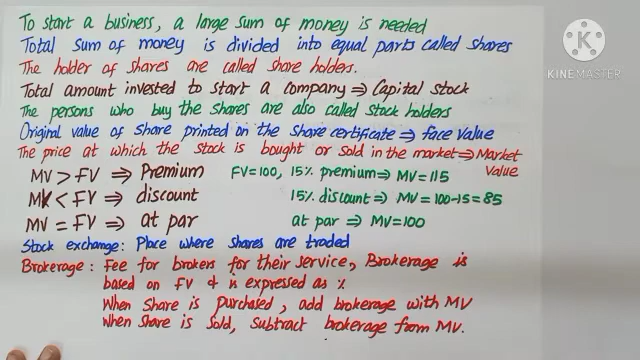 To start a business, a large sum of money is needed
Total sum of money is divided into equal parts called shares
The holder of shares are called share holders.
Total amount invested to start a company ⇒ Capital stock
The persons who buy the shares are also called stock holders
Original value of share printed on the share certificate ⇒ face value
The price at which the stock is bought or sold in the market ⇒ Market Value
MV > FV ⇒ Premium FV=100, 15% premium ⇒ MV = 115
MV < FV ⇒ discount 15% discount ⇒ MV = 100-15 = 85
MV = FV ⇒ at par at par ⇒ MV = 100
Stock exchange: Place where shares are traded
Brokerage: Fee for brokers for their service, Brokerage is
based on FV & is expressed as %
When Share is purchased, add brokerage with MV
When Share is sold, subtract brokerage from MV.
KINEMASTER